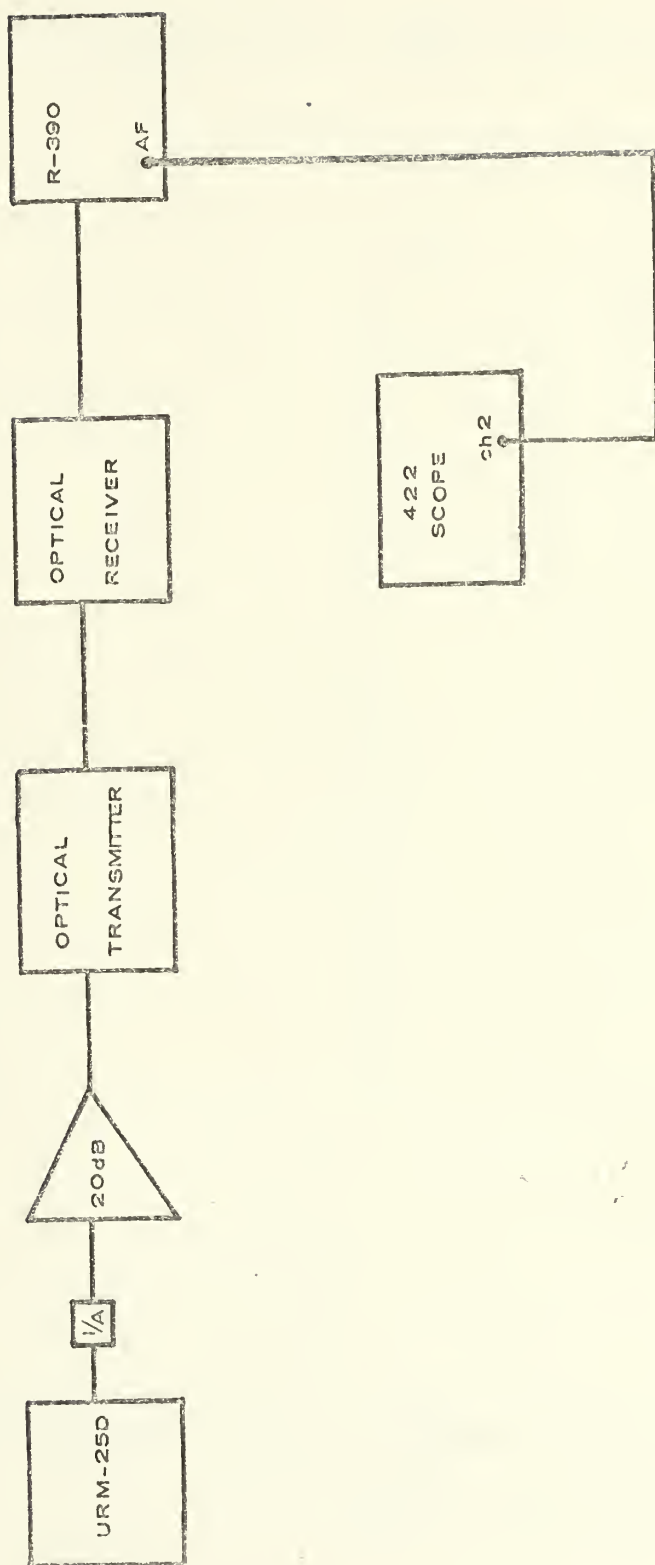 URM-25D
1/A
20dB
OPTICAL
TRANSMITTER
OPTICAL
RECEIVER
R-390
AF
422
SCOPE
ch2